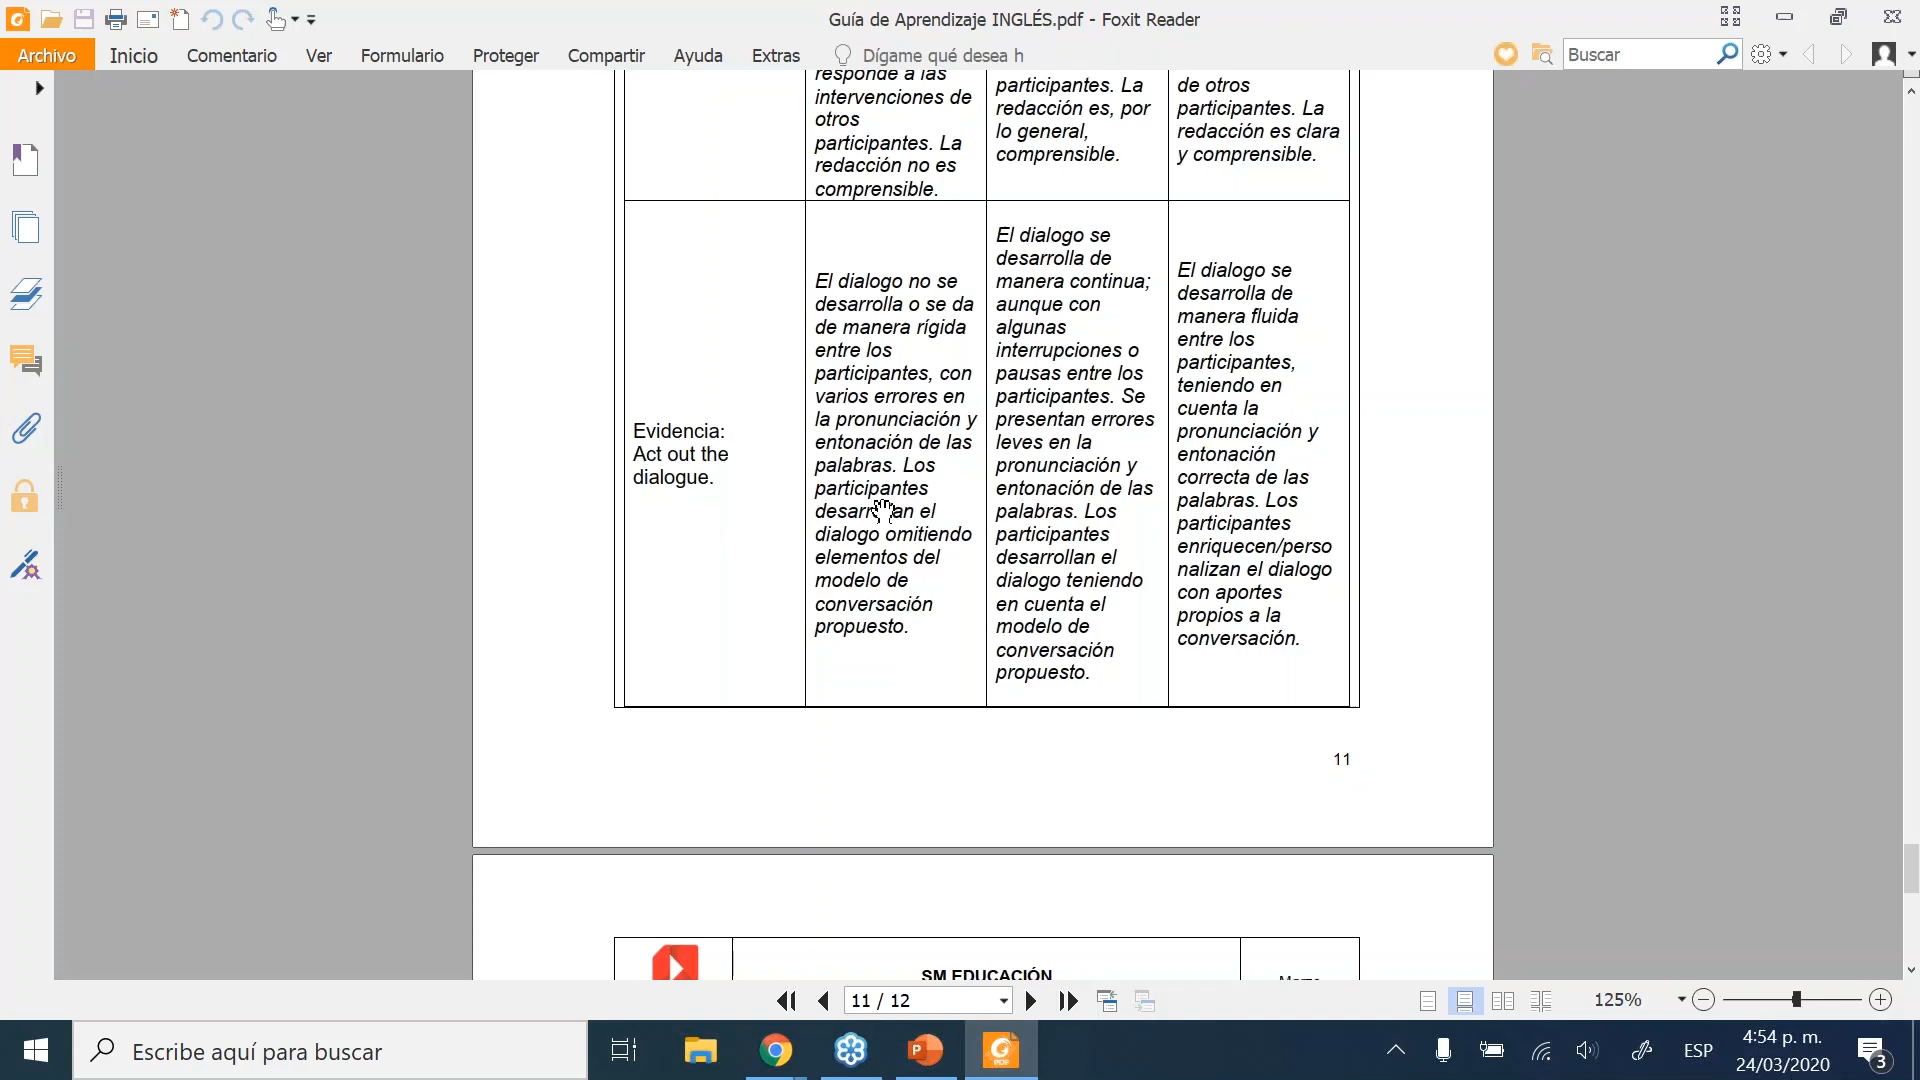 Guía de Aprendizaje INGLÉS.pdf - Foxit Reader
Archivo
Inicio
Comentario
Ver
Formulario
Proteger
Compartir
Ayuda
Extras
Dígame qué desea h
Buscar
responde a las
intervenciones de
otros
participantes. La
redacción no es
comprensible.
participantes. La
redacción es, por
lo general,
comprensible.
de otros
participantes. La
redacción es clara
y comprensible.
Evidencia:
Act out the
dialogue.
El dialogo no se
desarrolla o se da
de manera rígida
entre los
participantes, con
varios errores en
la pronunciación y
entonación de las
palabras. Los
participantes
desarrollan el
dialogo omitiendo
elementos del
modelo de
conversación
propuesto.
El dialogo se
desarrolla de
manera continua;
aunque con
algunas
interrupciones o
pausas entre los
participantes. Se
presentan errores
leves en la
pronunciación y
entonación de las
palabras. Los
participantes
desarrollan el
dialogo teniendo
en cuenta el
modelo de
conversación
propuesto.
El dialogo se
desarrolla de
manera fluida
entre los
participantes,
teniendo en
cuenta la
pronunciación y
entonación
correcta de las
palabras. Los
participantes
enriquecen/perso
nalizan el dialogo
con aportes
propios a la
conversación.
11
SM EDUCACIÓN
Marzo
11 / 12
125%
Escribe aquí para buscar
ESP
4:54 p. m.
24/03/2020
3